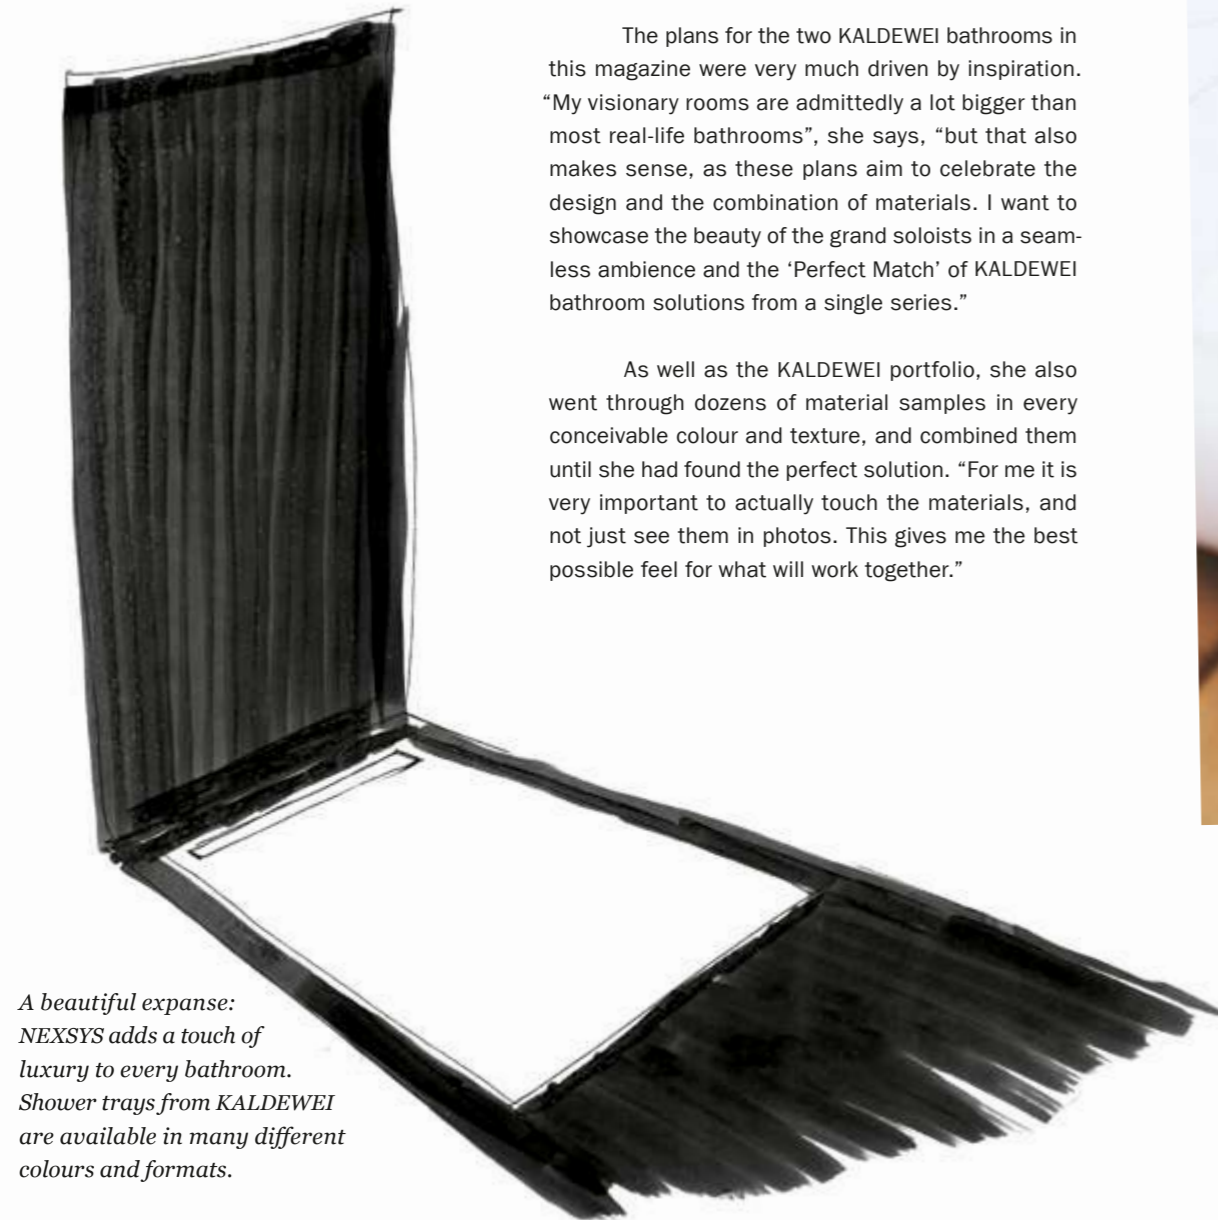 The plans for the two KALDEWEI bathrooms in
this magazine were very much driven by inspiration.
“My visionary rooms are admittedly a lot bigger than
most real-life bathrooms”, she says, “but that also
makes sense, as these plans aim to celebrate the
design and the combination of materials. I want to
showcase the beauty of the grand soloists in a seam-
less ambience and the ‘Perfect Match’ of KALDEWEI
bathroom solutions from a single series.”
As well as the KALDEWEI portfolio, she also
went through dozens of material samples in every
conceivable colour and texture, and combined them
until she had found the perfect solution. “For me it is
very important to actually touch the materials, and
not just see them in photos. This gives me the best
possible feel for what will work together.”
A beautiful expanse:
NEXSYS adds a touch of
luxury to every bathroom.
Shower trays from KALDEWEI
are available in many different
colours and formats.